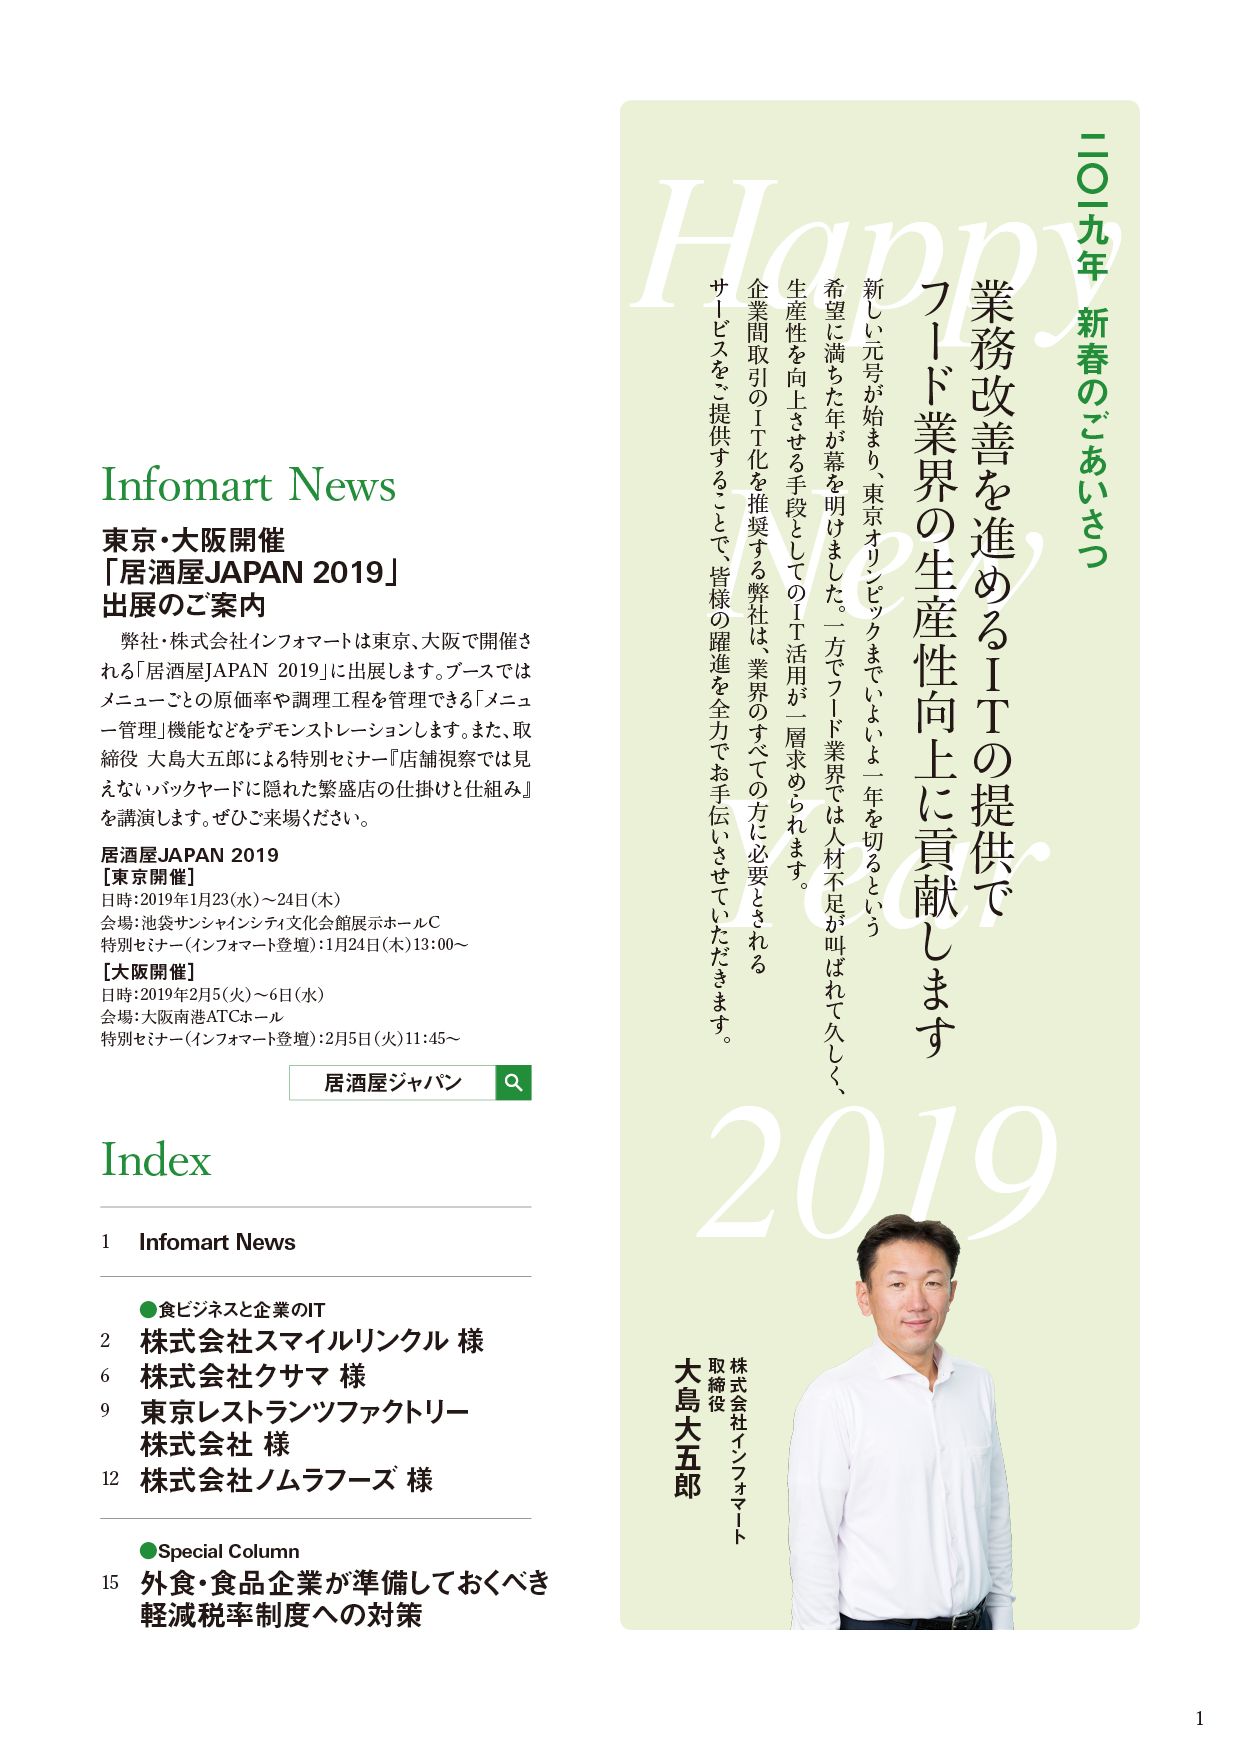 二〇一九年 新春のごあいさつ
業務改善を進めるITの提供で
フード業界の生産性向上に貢献します
新しい元号が始まり、東京オリンピックまでいよいよ一年を切るという
希望に満ちた年が幕を明けました。一方でフード業界では人材不足が叫ばれて久しく、
生産性を向上させる手段としてのIT活用が一層求められます。
企業間取引のIT化を推奨する弊社は、業界のすべての方に必要とされる
サービスをご提供することで、皆様の躍進を全力でお手伝いさせていただきます。
Happy
New
Year
2019
株式会社インフォマート
取締役
大島大五郎
Infomart News
東京・大阪開催
「居酒屋JAPAN 2019」
出展のご案内
弊社・株式会社インフォマートは東京、大阪で開催さ
れる「居酒屋JAPAN 2019」に出展します。ブースでは
メニューごとの原価率や調理工程を管理できる「メニュ
ー管理」機能などをデモンストレーションします。また、取
締役 大島大五郎による特別セミナー『店舗視察では見
えないバックヤードに隠れた繁盛店の仕掛けと仕組み』
を講演します。ぜひご来場ください。
居酒屋JAPAN 2019
［東京開催］
日時：2019年1月23(水)～24日(木)
会場：池袋サンシャインシティ文化会館展示ホールC
特別セミナー(インフォマート登壇)：1月24日(木)13:00～
［大阪開催］
日時：2019年2月5(火)～6日(水)
会場：大阪南港ATCホール
特別セミナー(インフォマート登壇)：2月5日(火)11:45～
居酒屋ジャパン
Index
1 Infomart News
●食ビジネスと企業のIT
2 株式会社スマイルリンクル 様
6 株式会社クサマ 様
9 東京レストランツファクトリー
株式会社 様
12 株式会社ノムラフーズ 様
●Special Column
15 外食・食品企業が準備しておくべき
軽減税率制度への対策
1